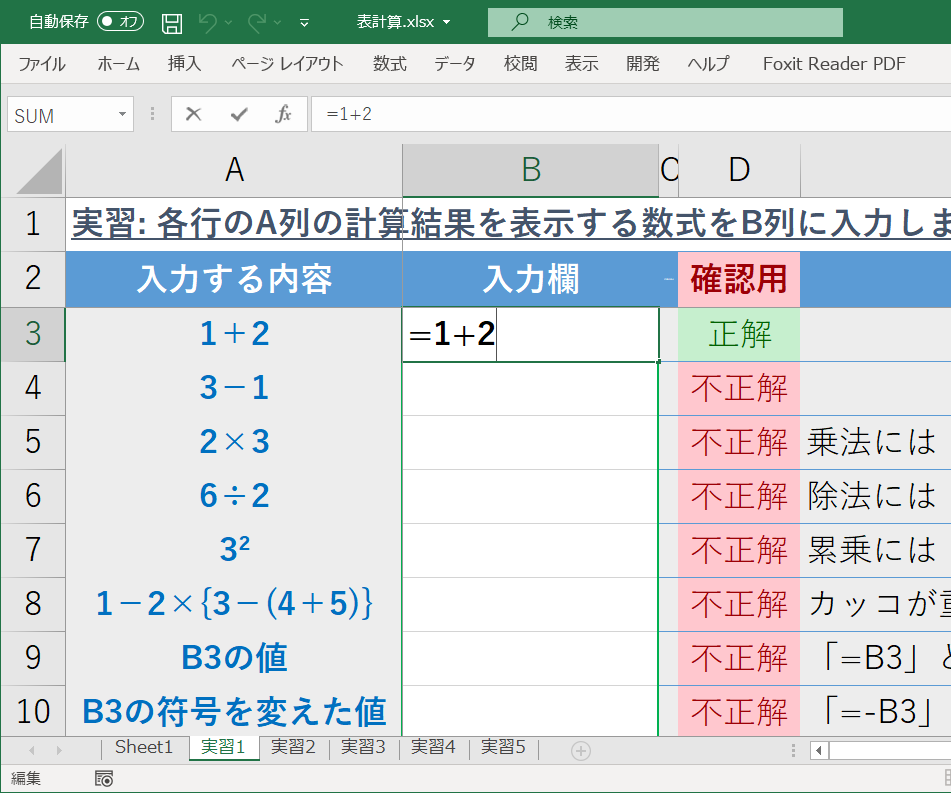 自動保存 オフ 表計算.xlsx 検索
ファイル ホーム 挿入 ページ レイアウト 数式 データ 校閲 表示 開発 ヘルプ Foxit Reader PDF
SUM fx =1+2
A B C D
1 実習: 各行のA列の計算結果を表示する数式をB列に入力しま
2 入力する内容 入力欄 確認用
3 1＋2 =1+2 正解
4 3－1 不正解
5 2×3 不正解 乗法には
6 6÷2 不正解 除法には
7 3² 不正解 累乗には
8 1－2×{3－(4＋5)} 不正解 カッコが重
9 B3の値 不正解 「=B3」と
10 B3の符号を変えた値 不正解 「=-B3」
Sheet1 実習1 実習2 実習3 実習4 実習5
編集